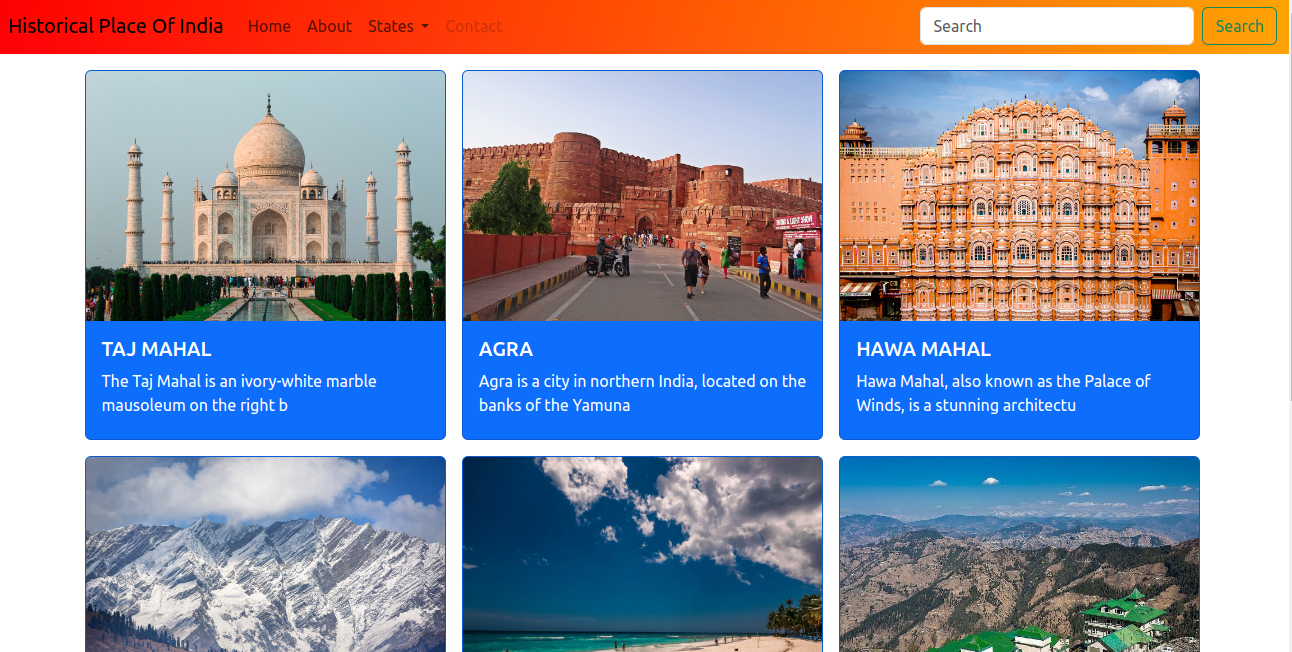 Historical Place Of India Home About States Contact Search Search
TAJ MAHAL
The Taj Mahal is an ivory-white marble
mausoleum on the right b
AGRA
Agra is a city in northern India, located on the
banks of the Yamuna
HAWA MAHAL
Hawa Mahal, also known as the Palace of
Winds, is a stunning architectu